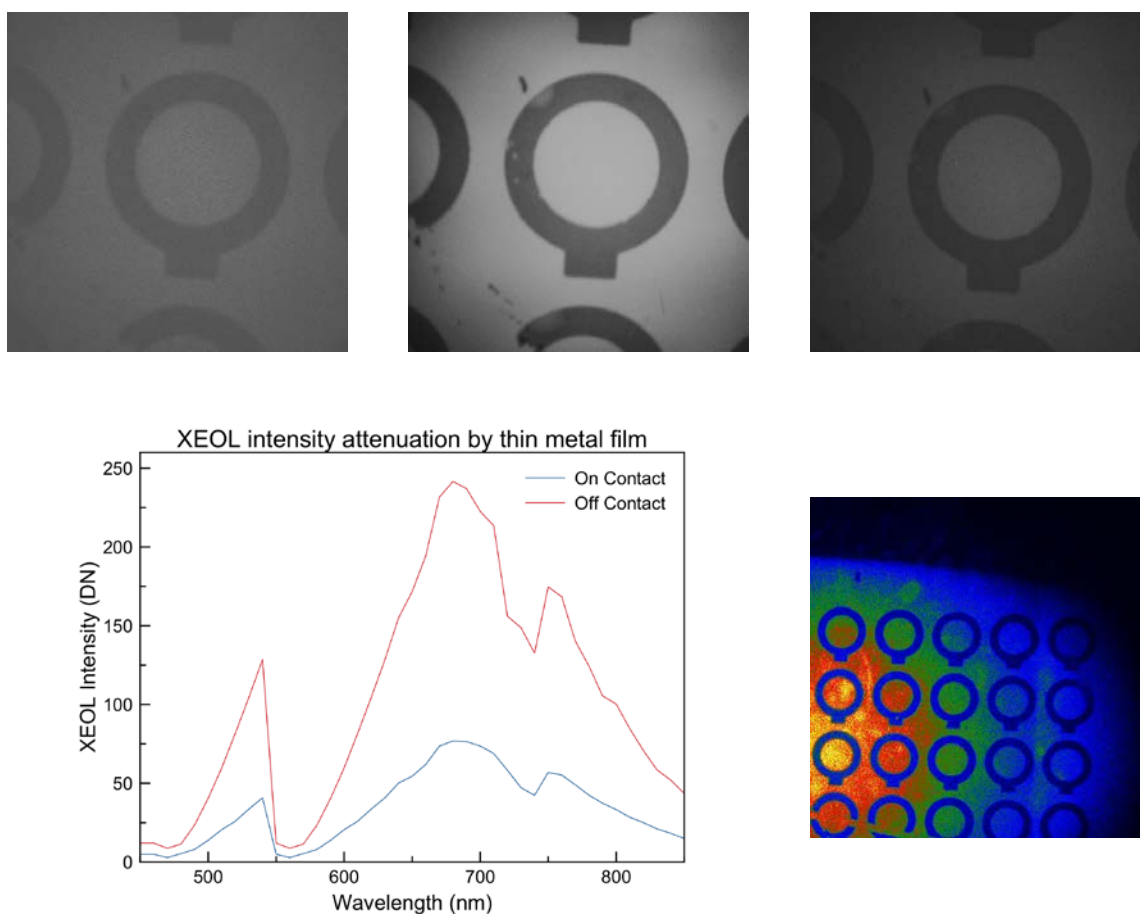 XEOL intensity attenuation by thin metal film
250
On Contact
Off Contact
200
150
100
50
0
XEOL Intensity (DN)
500 600 700 800
Wavelength (nm)